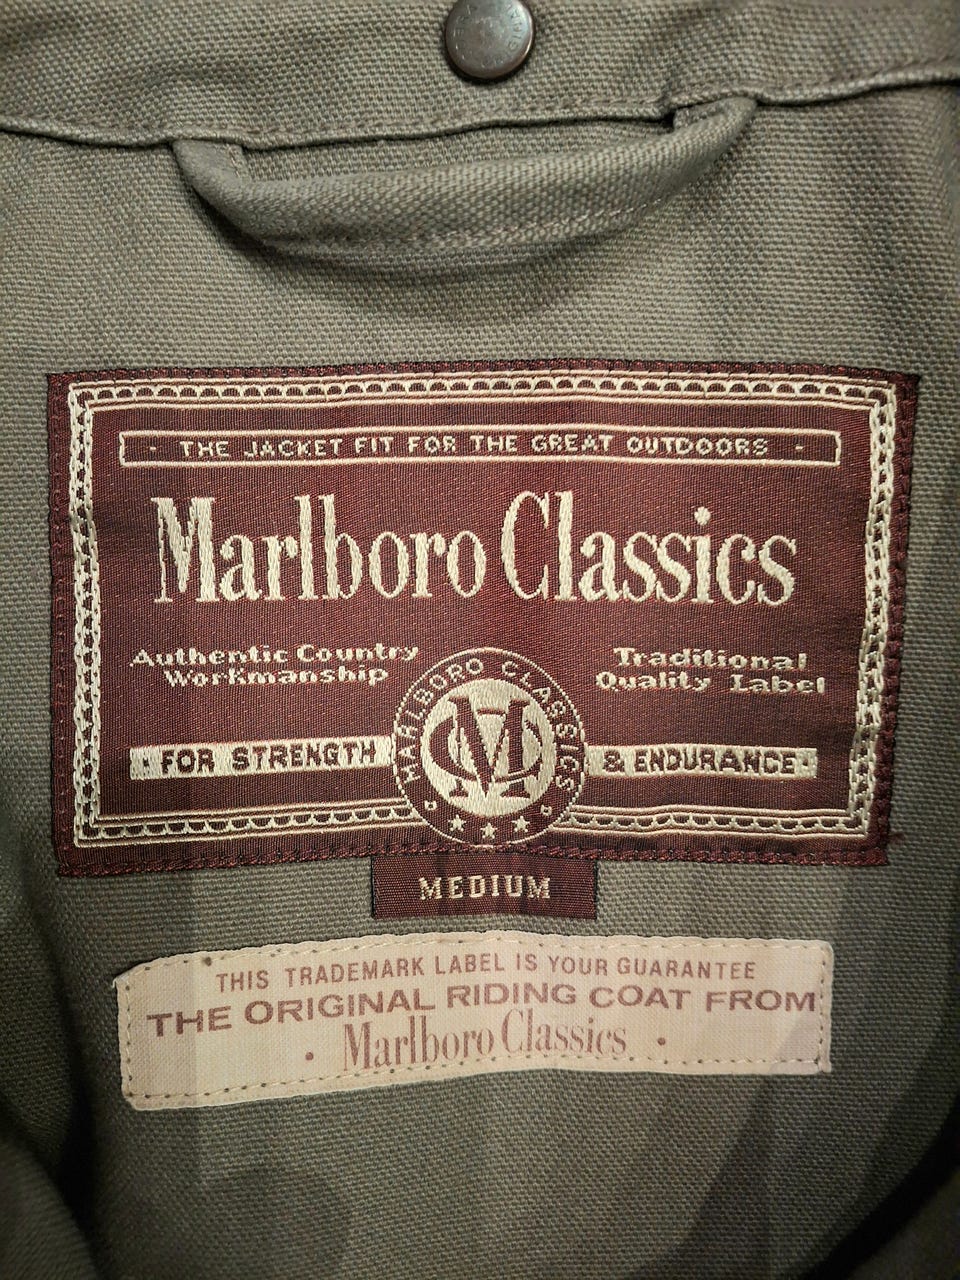 · THE JACKET FIT FOR THE GREAT OUTDOORS ·
Marlboro Classics
Authentic Country
Workmanship
Traditional
Quality Label
MARLBORO CLASSICS
MC
· FOR STRENGTH
& ENDURANCE ·
MEDIUM
THIS TRADEMARK LABEL IS YOUR GUARANTEE
THE ORIGINAL RIDING COAT FROM
· Marlboro Classics ·